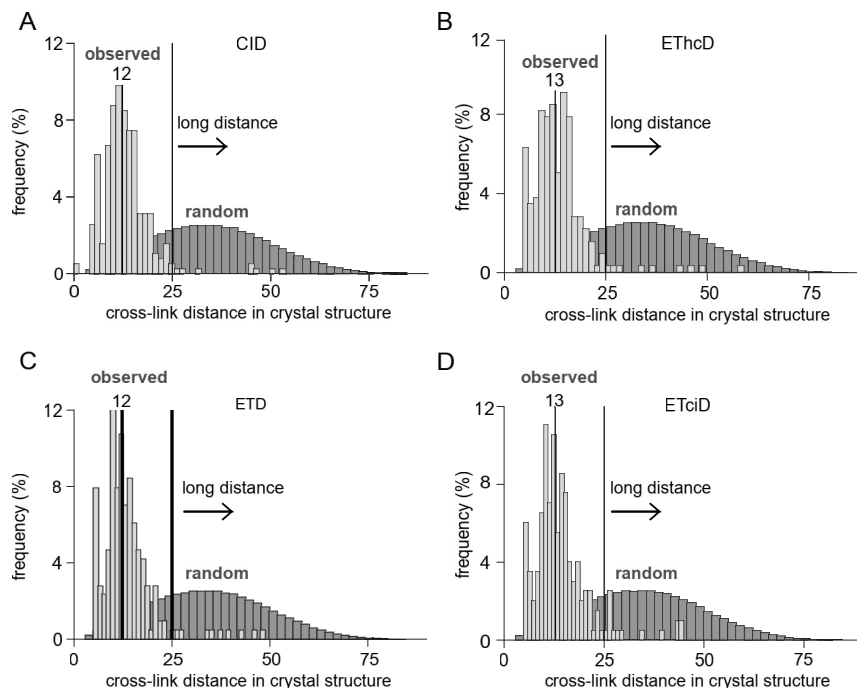 A
CID
observed
12
12
8
4
0
frequency (%)
long distance
random
0
25
50
75
cross-link distance in crystal structure
B
EThcD
observed
13
12
8
4
0
frequency (%)
long distance
random
0
25
50
75
cross-link distance in crystal structure
C
ETD
observed
12
12
8
4
0
frequency (%)
long distance
random
0
25
50
75
cross-link distance in crystal structure
D
ETciD
observed
13
12
8
4
0
frequency (%)
long distance
random
0
25
50
75
cross-link distance in crystal structure